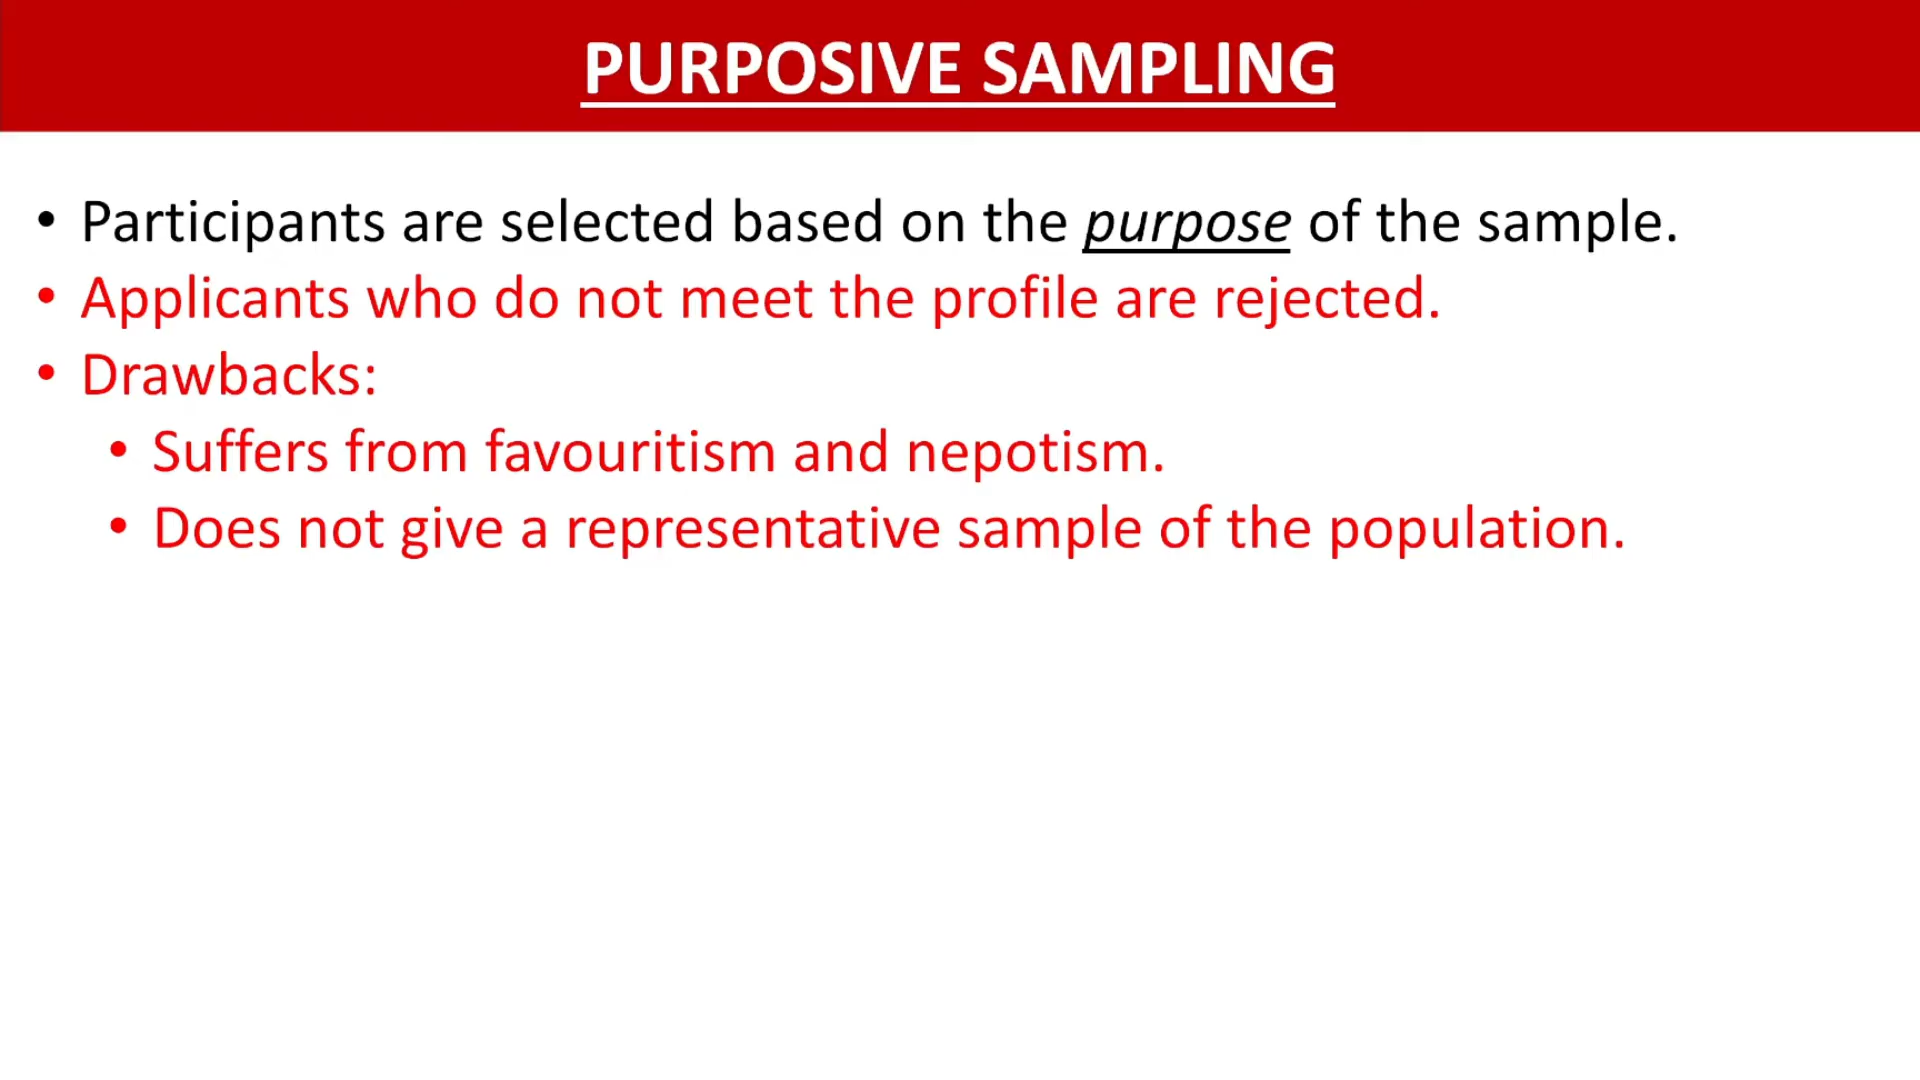 PURPOSIVE SAMPLING
• Participants are selected based on the purpose of the sample.
• Applicants who do not meet the profile are rejected.
• Drawbacks:
• Suffers from favouritism and nepotism.
• Does not give a representative sample of the population.